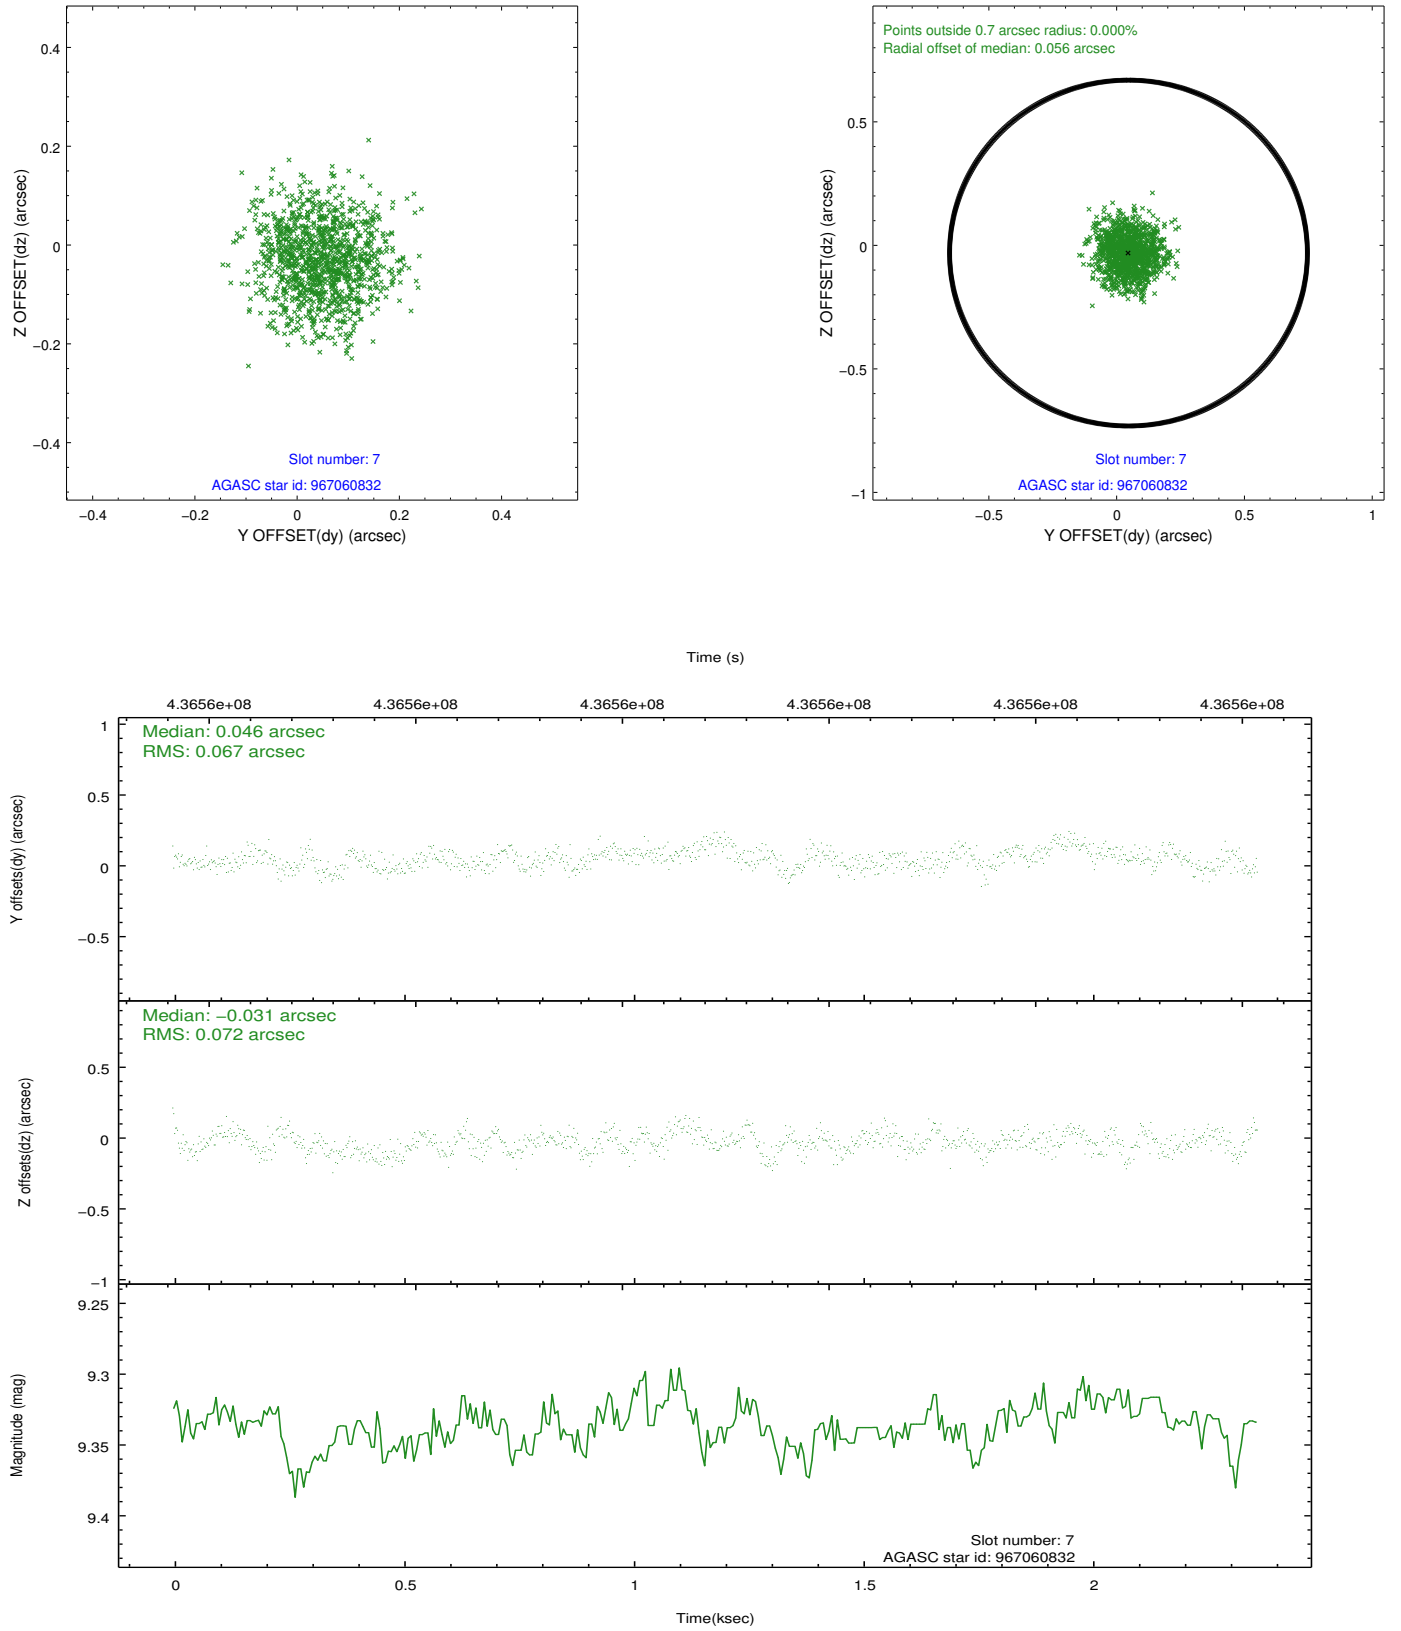 Points outside 0.7 arcsec radius: 0.000%
Radial offset of median: 0.056 arcsec
0.4
0.2
0
−0.2
−0.4
Z OFFSET(dz) (arcsec)
Slot number: 7
AGASC star id: 967060832
−0.4
−0.2
0
0.2
0.4
Y OFFSET(dy) (arcsec)
0.5
0
−0.5
−1
Z OFFSET(dz) (arcsec)
Slot number: 7
AGASC star id: 967060832
−0.5
0
0.5
1
Y OFFSET(dy) (arcsec)
Time (s)
4.3656e+08 4.3656e+08 4.3656e+08 4.3656e+08 4.3656e+08 4.3656e+08
Median: 0.046 arcsec
RMS: 0.067 arcsec
1
0.5
0
−0.5
Y offsets(dy) (arcsec)
Median: −0.031 arcsec
RMS: 0.072 arcsec
0.5
0
−0.5
−1
Z offsets(dz) (arcsec)
9.25
9.3
9.35
9.4
Magnitude (mag)
Slot number: 7
AGASC star id: 967060832
0
0.5
1
1.5
2
Time(ksec)